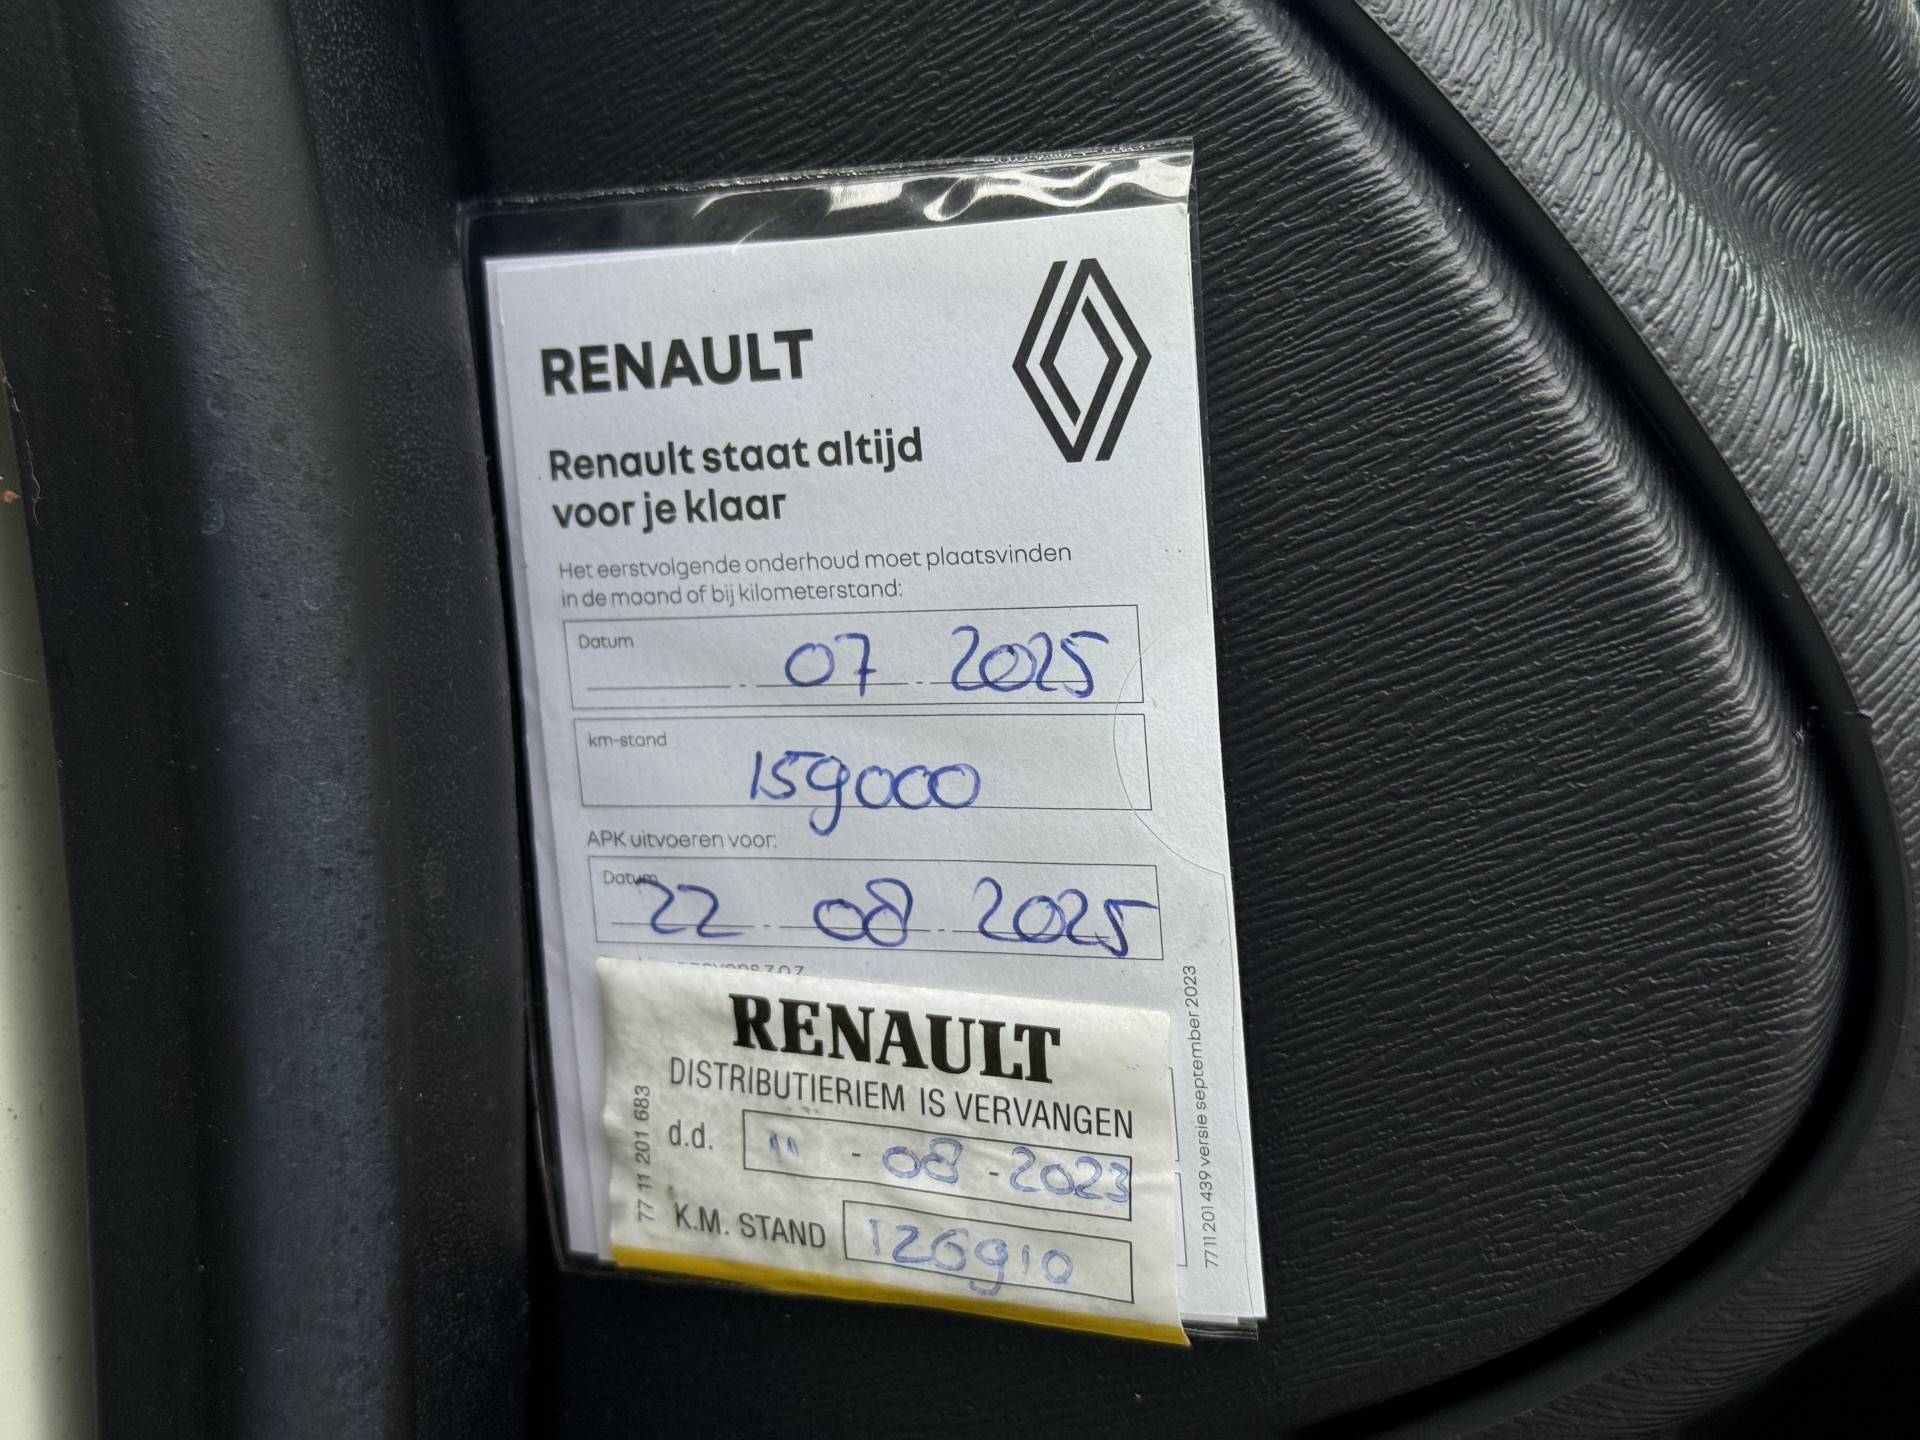 RENAULT
Renault staat altijd
voor je klaar
Het eerstvolgende onderhoud moet plaatsvinden
in de maand of bij kilometerstand:
Datum
07 2025
km-stand
159000
APK uitvoeren voor:
Datum
22 - 08 - 2025
7711 201 439 versie september 2023
RENAULT
DISTRIBUTIERIEM IS VERVANGEN
d.d. 11 - 08 - 2023
K.M. STAND 126910
77 11 201 683